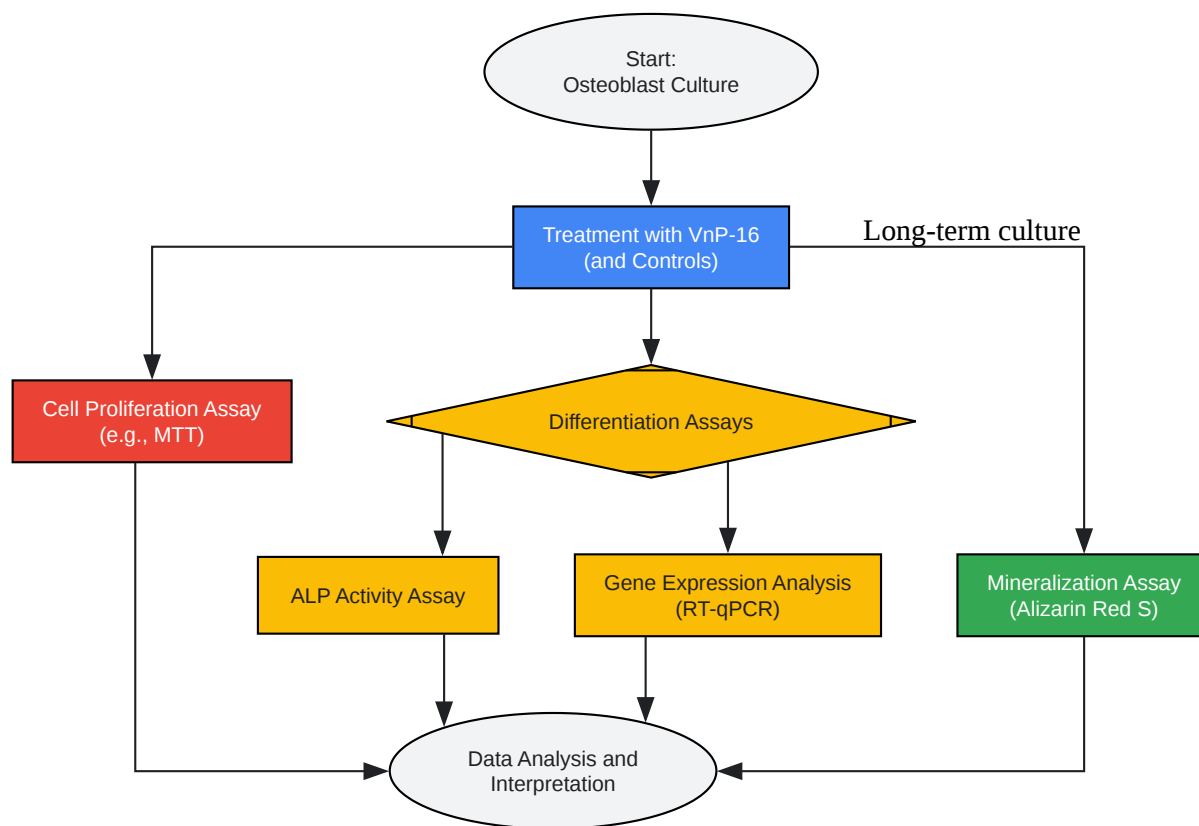 Start:
Osteoblast Culture
Treatment with VnP-16
(and Controls)
Long-term culture
Cell Proliferation Assay
(e.g., MTT)
Differentiation Assays
ALP Activity Assay
Gene Expression Analysis
(RT-qPCR)
Mineralization Assay
(Alizarin Red S)
Data Analysis and
Interpretation